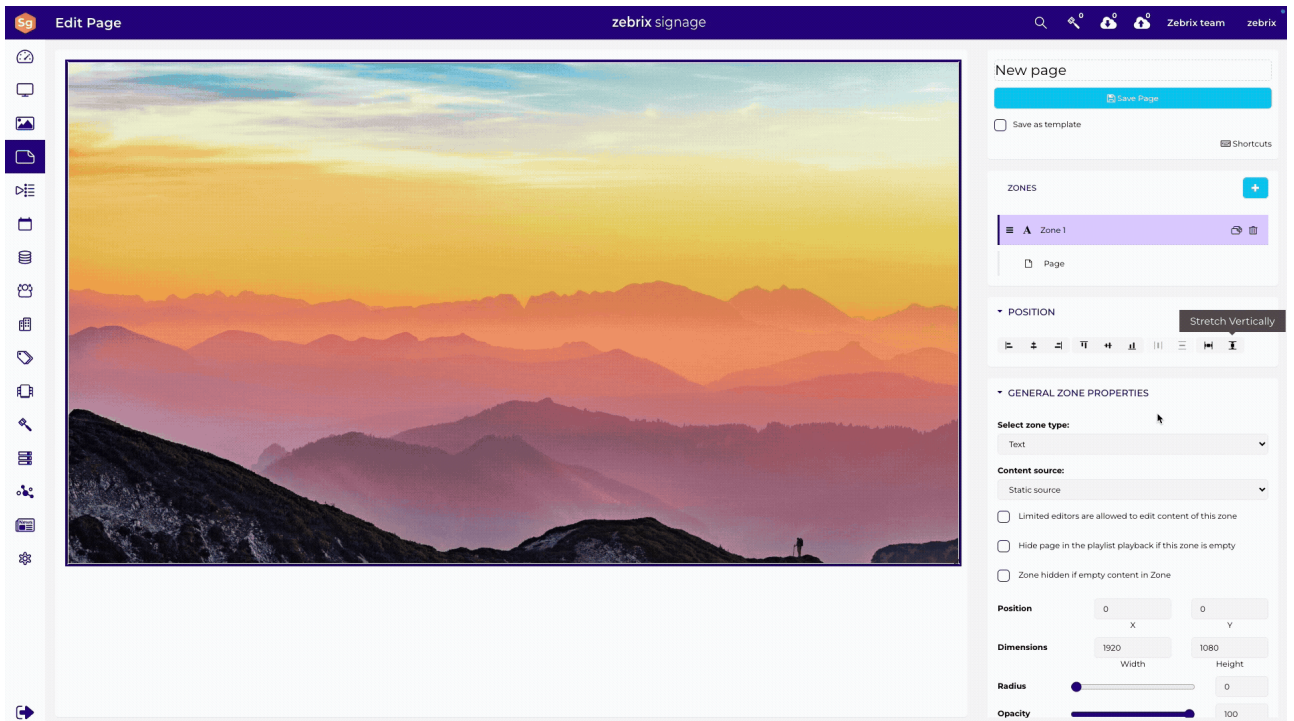 Sg
Edit Page
zebrix signage
0
0
0
Zebrix team
zebrix
New page
Save Page
Save as template
Shortcuts
ZONES
+
A Zone 1
Page
POSITION
Stretch Vertically
GENERAL ZONE PROPERTIES
Select zone type:
Text
Content source:
Static source
Limited editors are allowed to edit content of this zone
Hide page in the playlist playback if this zone is empty
Zone hidden if empty content in Zone
Position 0 0
X Y
Dimensions 1920 1080
Width Height
Radius 0
Opacity 100